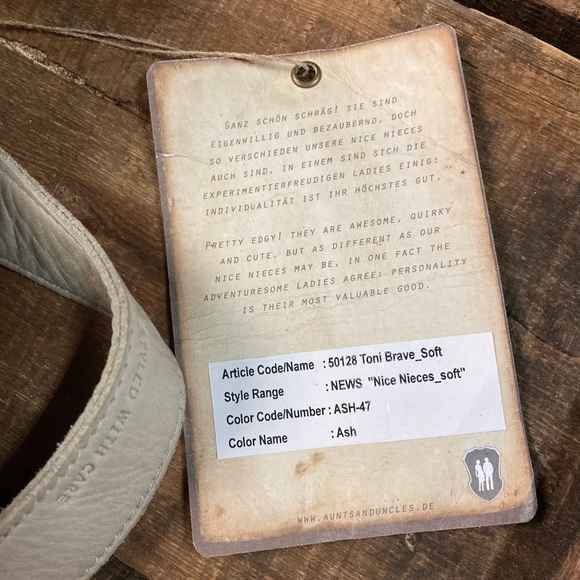 GANZ SCHÖN SCHRÄG! SIE SIND
EIGENWILLIG UND BEZAUBERND, DOCH
SO VERSCHIEDEN UNSERE NICE NIECES
AUCH SIND, IN EINEM SIND SICH DIE
EXPERIMENTIERFREUDIGEN LADIES EINIG:
INDIVIDUALITÄT IST IHR HÖCHSTES GUT.
PRETTY EDGY! THEY ARE AWESOME, QUIRKY
AND CUTE, BUT AS DIFFERENT AS OUR
NICE NIECES MAY BE, IN ONE FACT THE
ADVENTURESOME LADIES AGREE: PERSONALITY
IS THEIR MOST VALUABLE GOOD.
Article Code/Name : 50128 Toni Brave_Soft
Style Range : NEWS "Nice Nieces_soft"
Color Code/Number : ASH-47
Color Name : Ash
WWW.AUNTSANDUNCLES.DE
STYLED WITH CARE